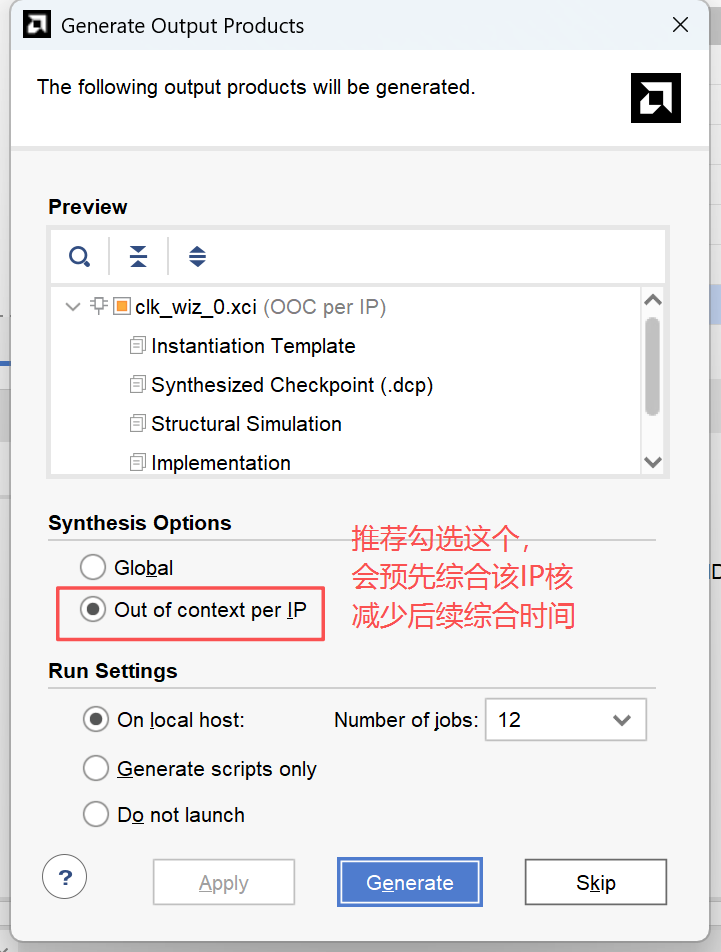 Generate Output Products
The following output products will be generated.
Preview
clk_wiz_0.xci (OOC per IP)
Instantiation Template
Synthesized Checkpoint (.dcp)
Structural Simulation
Implementation
Synthesis Options
Global
Out of context per IP
推荐勾选这个，
会预先综合该IP核
减少后续综合时间
Run Settings
On local host:
Number of jobs: 12
Generate scripts only
Do not launch
?
Apply
Generate
Skip